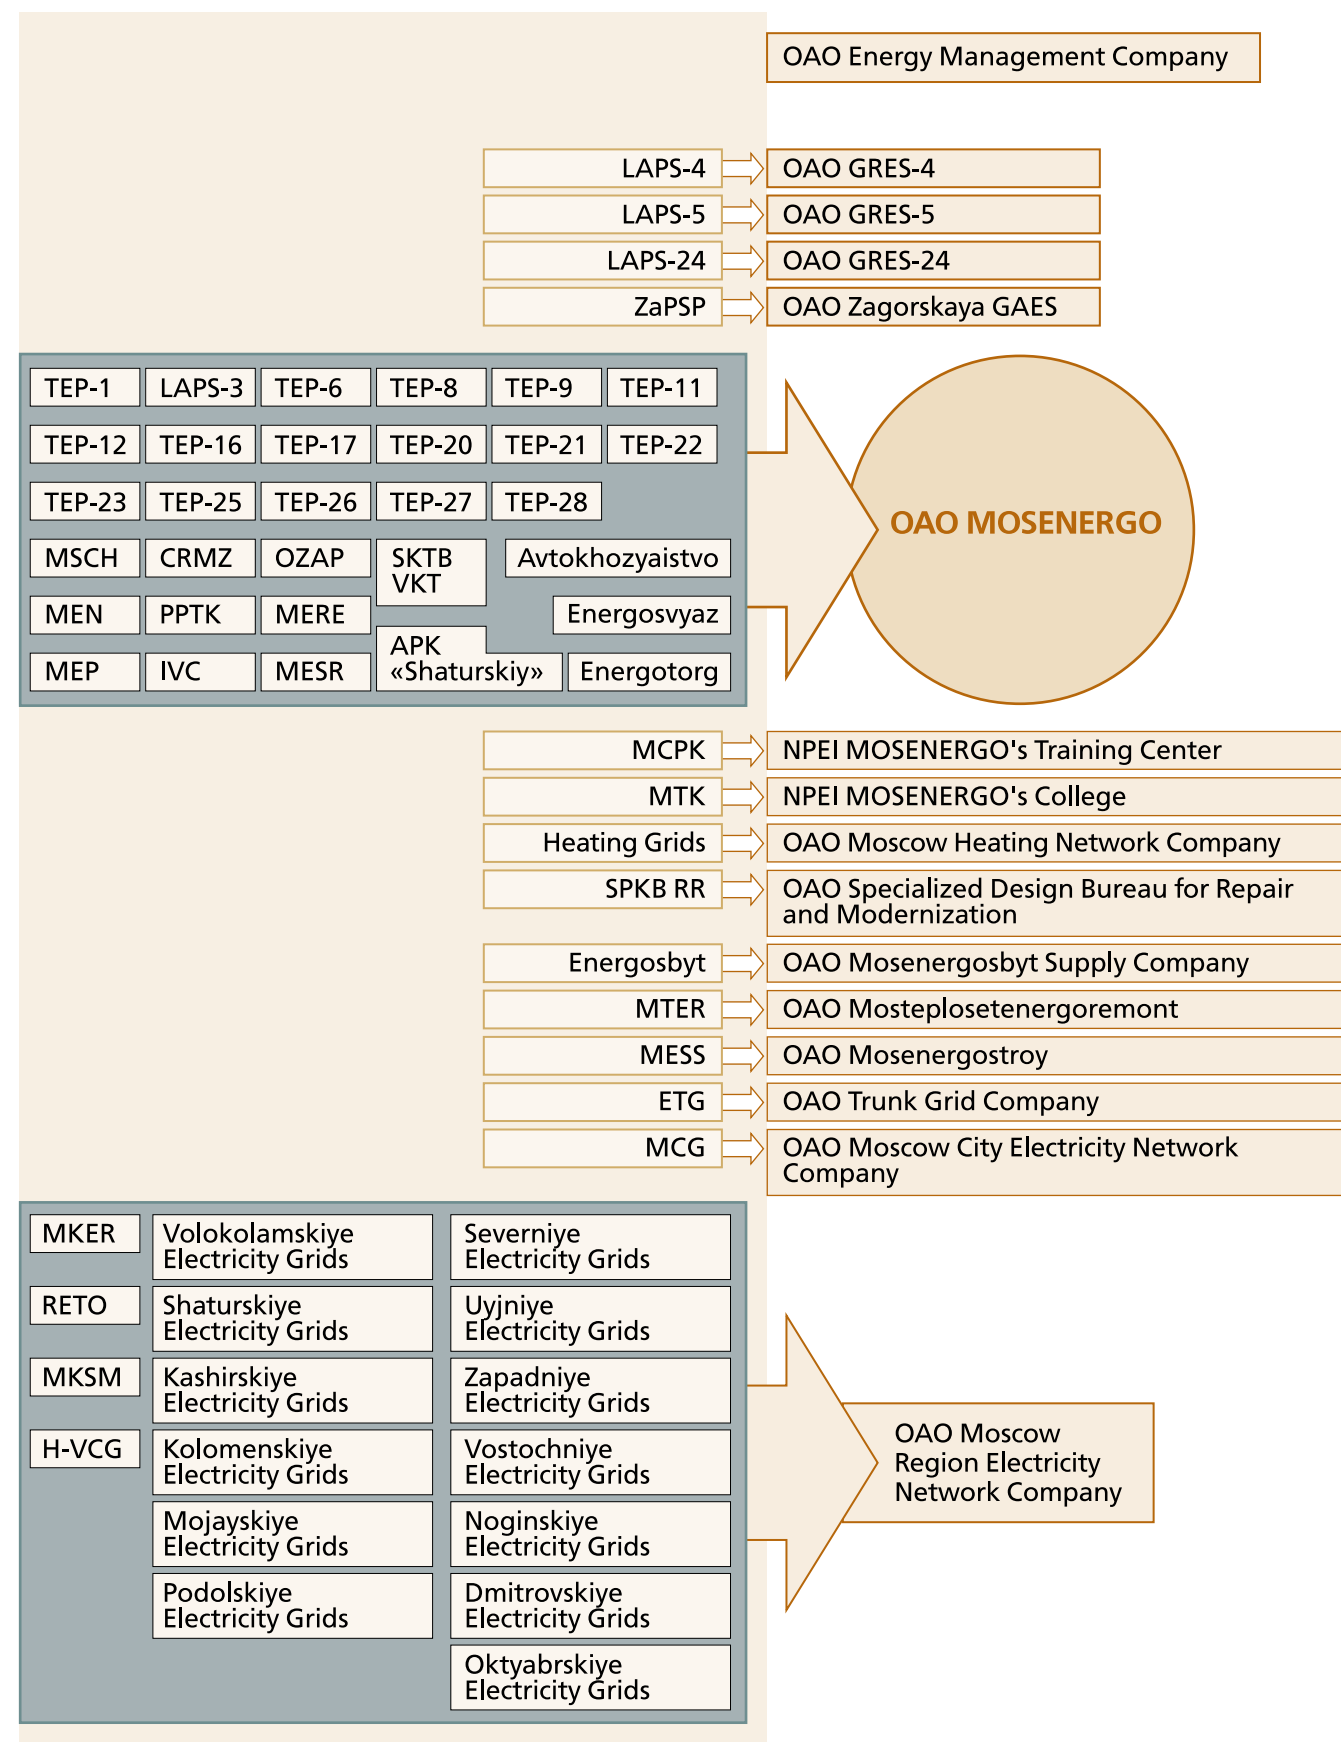 OAO Energy Management Company
LAPS-4
OAO GRES-4
LAPS-5
OAO GRES-5
LAPS-24
OAO GRES-24
ZaPSP
OAO Zagorskaya GAES
TEP-1
LAPS-3
TEP-6
TEP-8
TEP-9
TEP-11
TEP-12
TEP-16
TEP-17
TEP-20
TEP-21
TEP-22
TEP-23
TEP-25
TEP-26
TEP-27
TEP-28
MSCH
CRMZ
OZAP
SKTB
VKT
Avtokhozyaistvo
MEN
PPTK
MERE
Energosvyaz
MEP
IVC
MESR
APK
«Shaturskiy»
Energotorg
OAO MOSENERGO
MCPK
NPEI MOSENERGO's Training Center
MTK
NPEI MOSENERGO's College
Heating Grids
OAO Moscow Heating Network Company
SPKB RR
OAO Specialized Design Bureau for Repair
and Modernization
Energosbyt
OAO Mosenergosbyt Supply Company
MTER
OAO Mosteplosetenergoremont
MESS
OAO Mosenergostroy
ETG
OAO Trunk Grid Company
MCG
OAO Moscow City Electricity Network
Company
MKER
Volokolamskiye
Electricity Grids
Severniye
Electricity Grids
RETO
Shaturskiye
Electricity Grids
Uyjniye
Electricity Grids
MKSM
Kashirskiye
Electricity Grids
Zapadniye
Electricity Grids
H-VCG
Kolomenskiye
Electricity Grids
Vostochniye
Electricity Grids
Mojayskiye
Electricity Grids
Noginskiye
Electricity Grids
Podolskiye
Electricity Grids
Dmitrovskiye
Electricity Grids
Oktyabrskiye
Electricity Grids
OAO Moscow
Region Electricity
Network Company